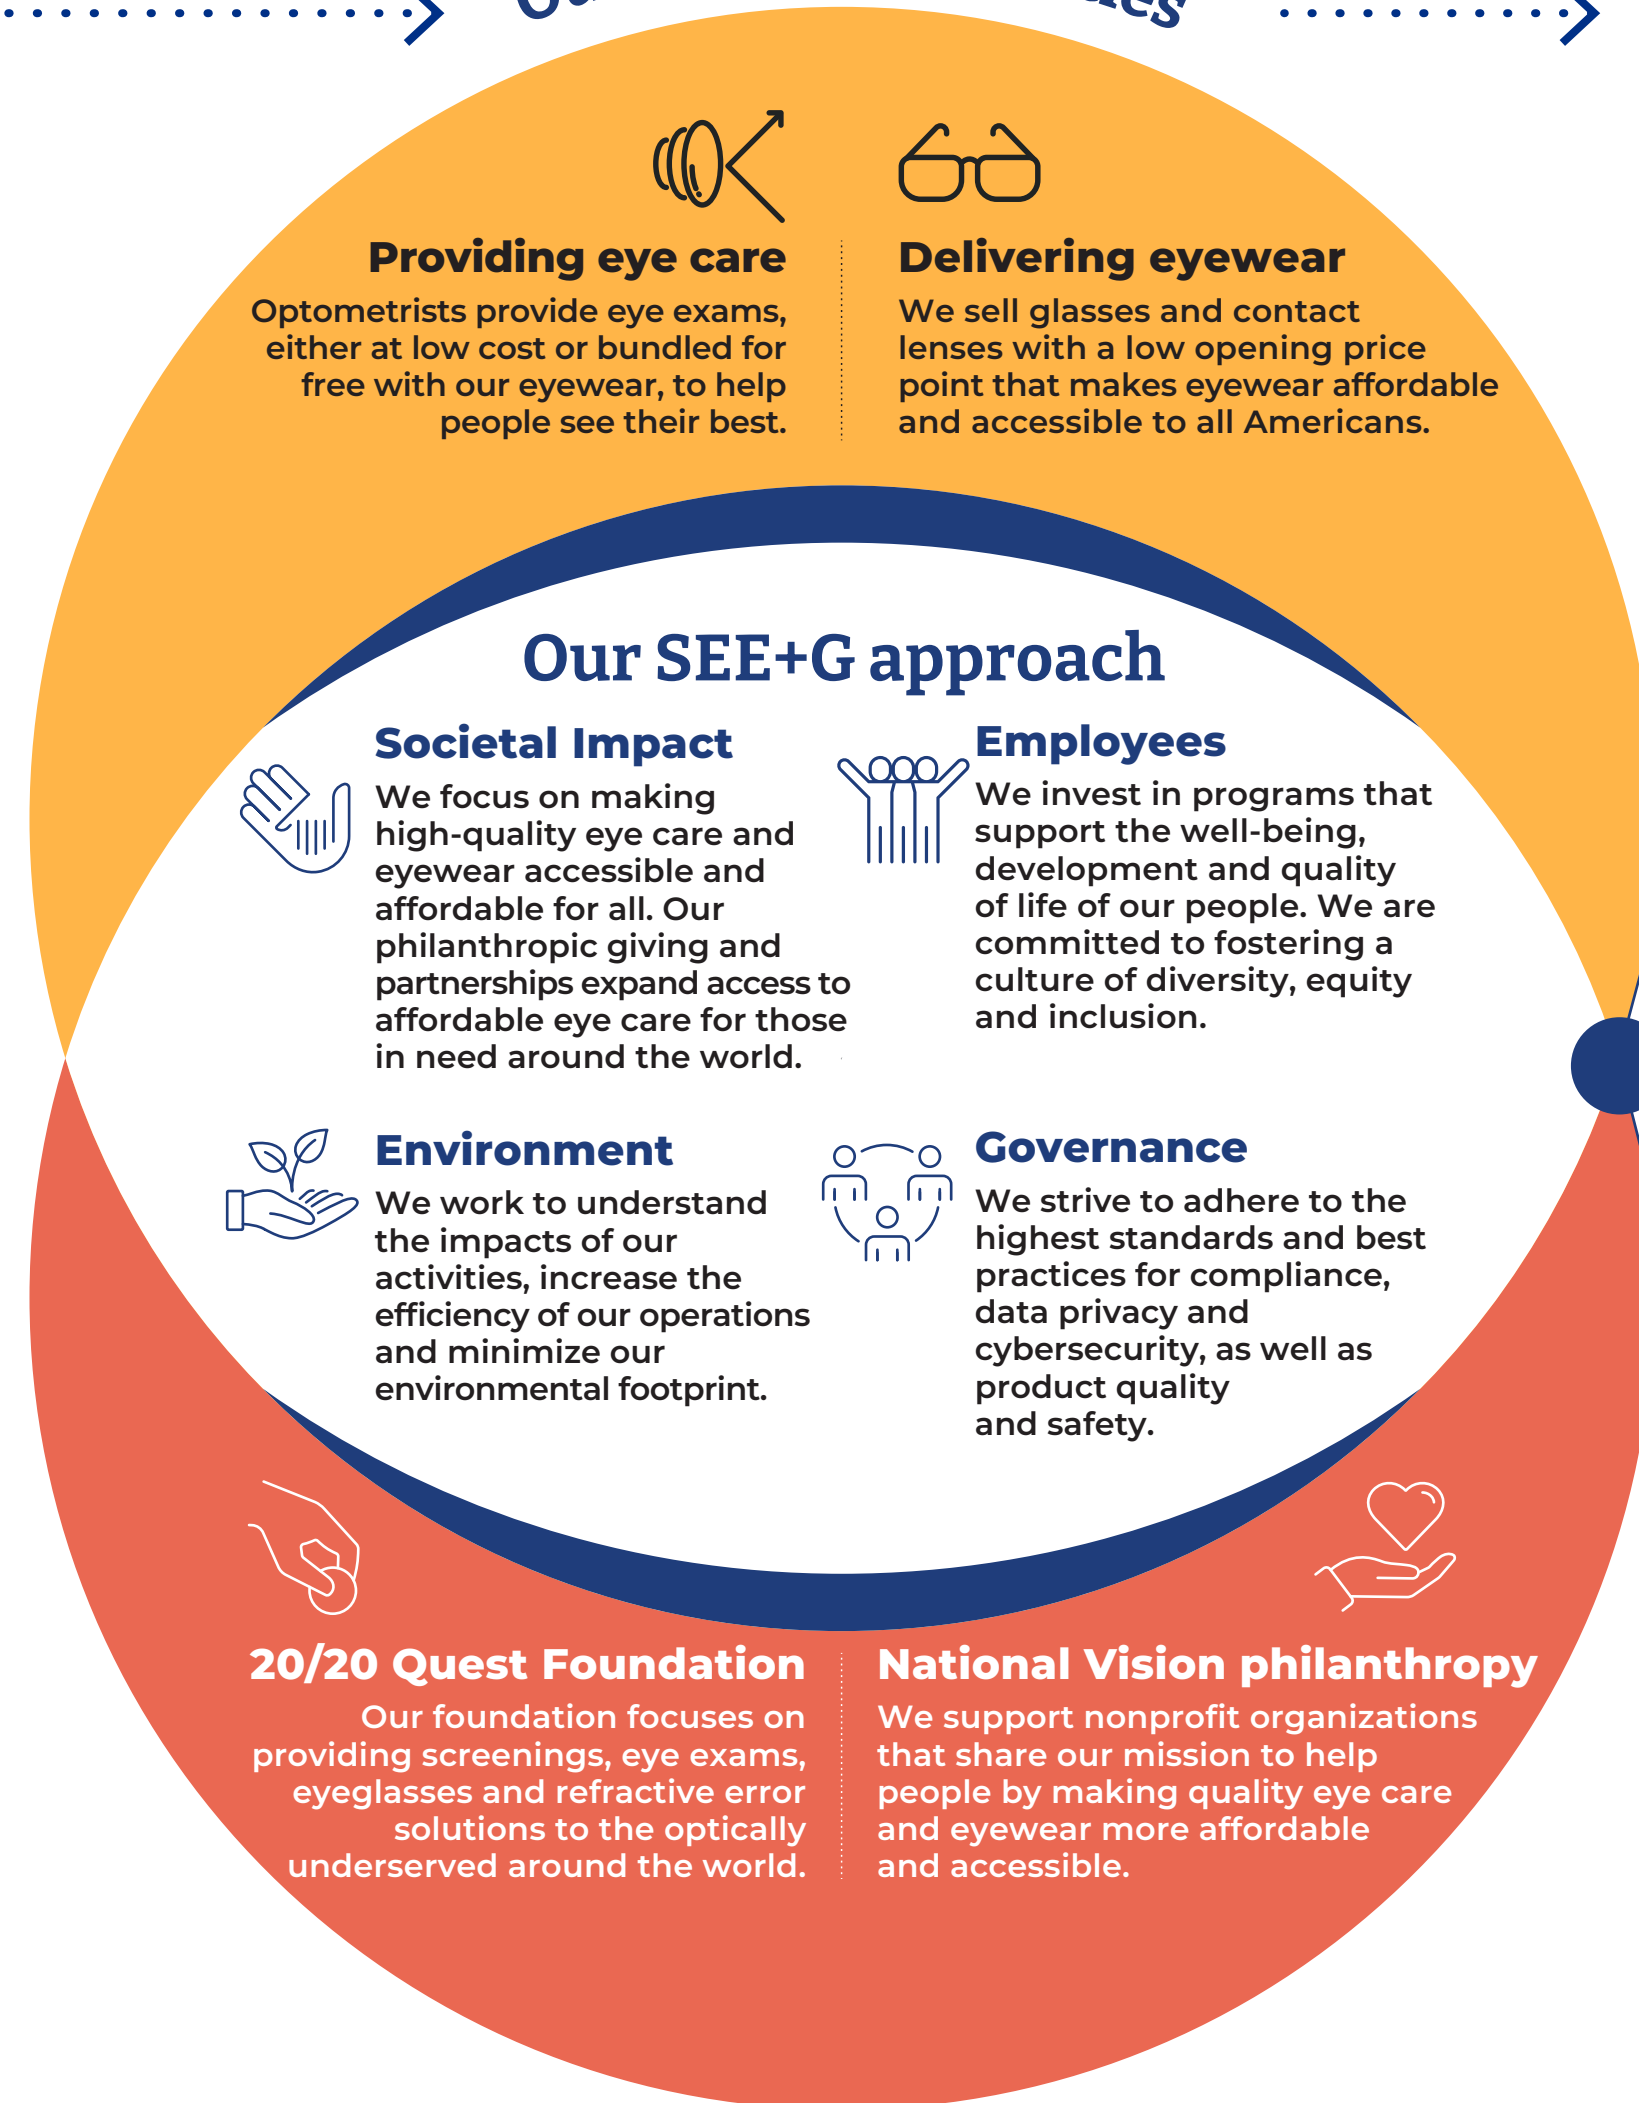 Providing eye care
Optometrists provide eye exams,
either at low cost or bundled for
free with our eyewear, to help
people see their best.
Delivering eyewear
We sell glasses and contact
lenses with a low opening price
point that makes eyewear affordable
and accessible to all Americans.
Our SEE+G approach
Societal Impact
We focus on making
high-quality eye care and
eyewear accessible and
affordable for all. Our
philanthropic giving and
partnerships expand access to
affordable eye care for those
in need around the world.
Employees
We invest in programs that
support the well-being,
development and quality
of life of our people. We are
committed to fostering a
culture of diversity, equity
and inclusion.
Environment
We work to understand
the impacts of our
activities, increase the
efficiency of our operations
and minimize our
environmental footprint.
Governance
We strive to adhere to the
highest standards and best
practices for compliance,
data privacy and
cybersecurity, as well as
product quality
and safety.
20/20 Quest Foundation
Our foundation focuses on
providing screenings, eye exams,
eyeglasses and refractive error
solutions to the optically
underserved around the world.
National Vision philanthropy
We support nonprofit organizations
that share our mission to help
people by making quality eye care
and eyewear more affordable
and accessible.